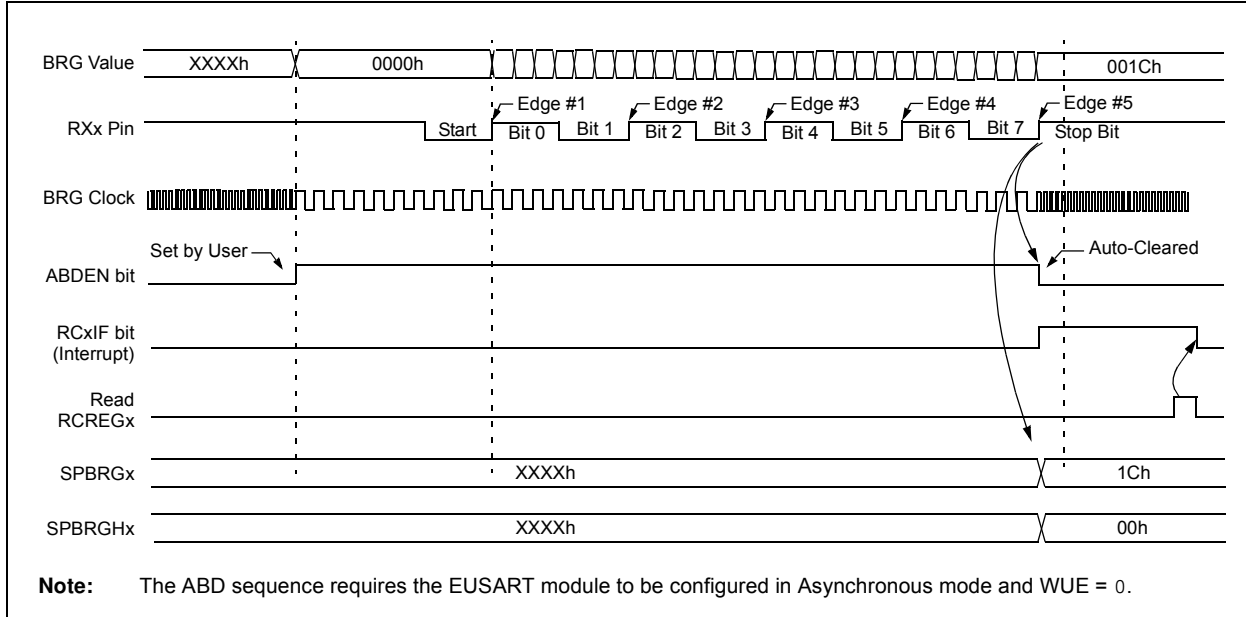 BRG Value XXXXh 0000h 001Ch
Edge #1 Edge #2 Edge #3 Edge #4 Edge #5
RXx Pin Start Bit 0 Bit 1 Bit 2 Bit 3 Bit 4 Bit 5 Bit 6 Bit 7 Stop Bit
BRG Clock
Set by User Auto-Cleared
ABDEN bit
RCxIF bit
(Interrupt)
Read
RCREGx
SPBRGx XXXXh 1Ch
SPBRGHx XXXXh 00h
Note: The ABD sequence requires the EUSART module to be configured in Asynchronous mode and WUE = 0.